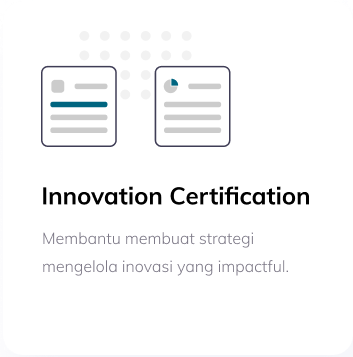 Innovation Certification
Membantu membuat strategi
mengelola inovasi yang impactful.